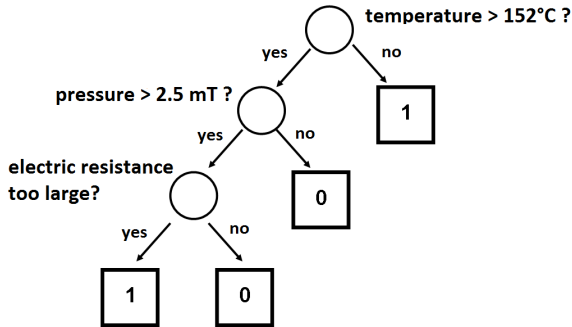 temperature > 152°C ?
yes
no
pressure > 2.5 mT ?
1
yes
no
electric resistance
too large?
0
yes
no
1
0